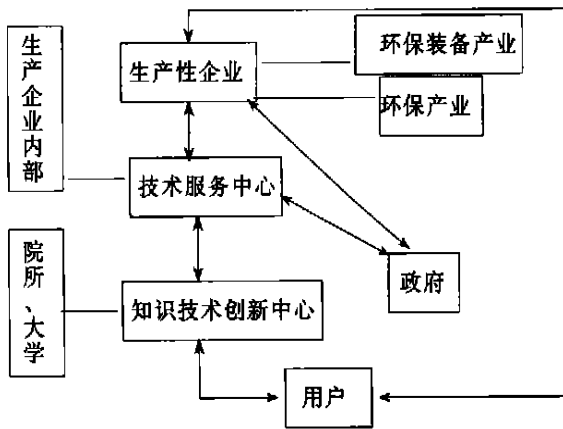 生产企业内部
生产性企业
环保装备产业
环保产业
技术服务中心
院所、大学
知识技术创新中心
政府
用户